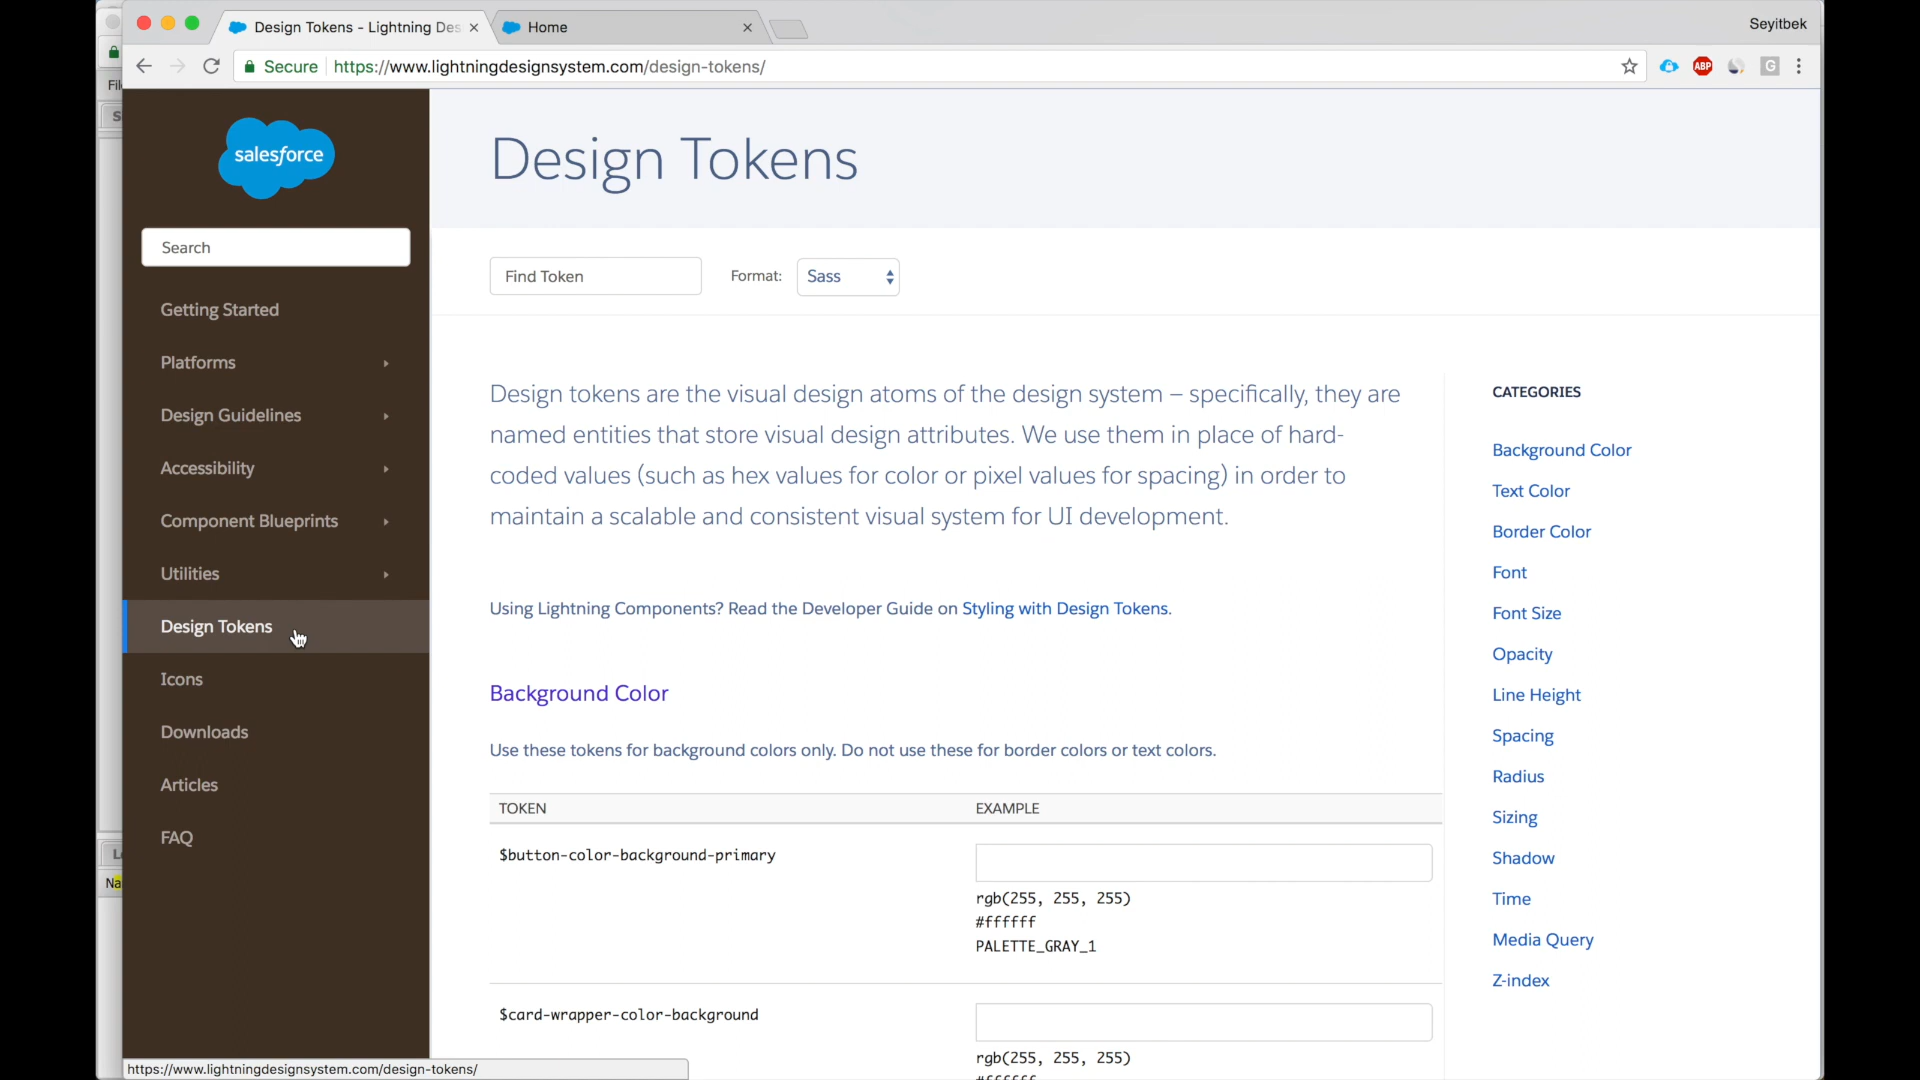 Design Tokens - Lightning Des
Home
Seyitbek
Secure
https://www.lightningdesignsystem.com/design-tokens/
ABP
G
salesforce
Search
Getting Started
Platforms
Design Guidelines
Accessibility
Component Blueprints
Utilities
Design Tokens
Icons
Downloads
Articles
FAQ
https://www.lightningdesignsystem.com/design-tokens/
Design Tokens
Find Token
Format:
Sass
Design tokens are the visual design atoms of the design system – specifically, they are
named entities that store visual design attributes. We use them in place of hard-
coded values (such as hex values for color or pixel values for spacing) in order to
maintain a scalable and consistent visual system for UI development.
Using Lightning Components? Read the Developer Guide on Styling with Design Tokens.
Background Color
Use these tokens for background colors only. Do not use these for border colors or text colors.
TOKEN
EXAMPLE
$button-color-background-primary
rgb(255, 255, 255)
#ffffff
PALETTE_GRAY_1
$card-wrapper-color-background
rgb(255, 255, 255)
CATEGORIES
Background Color
Text Color
Border Color
Font
Font Size
Opacity
Line Height
Spacing
Radius
Sizing
Shadow
Time
Media Query
Z-index